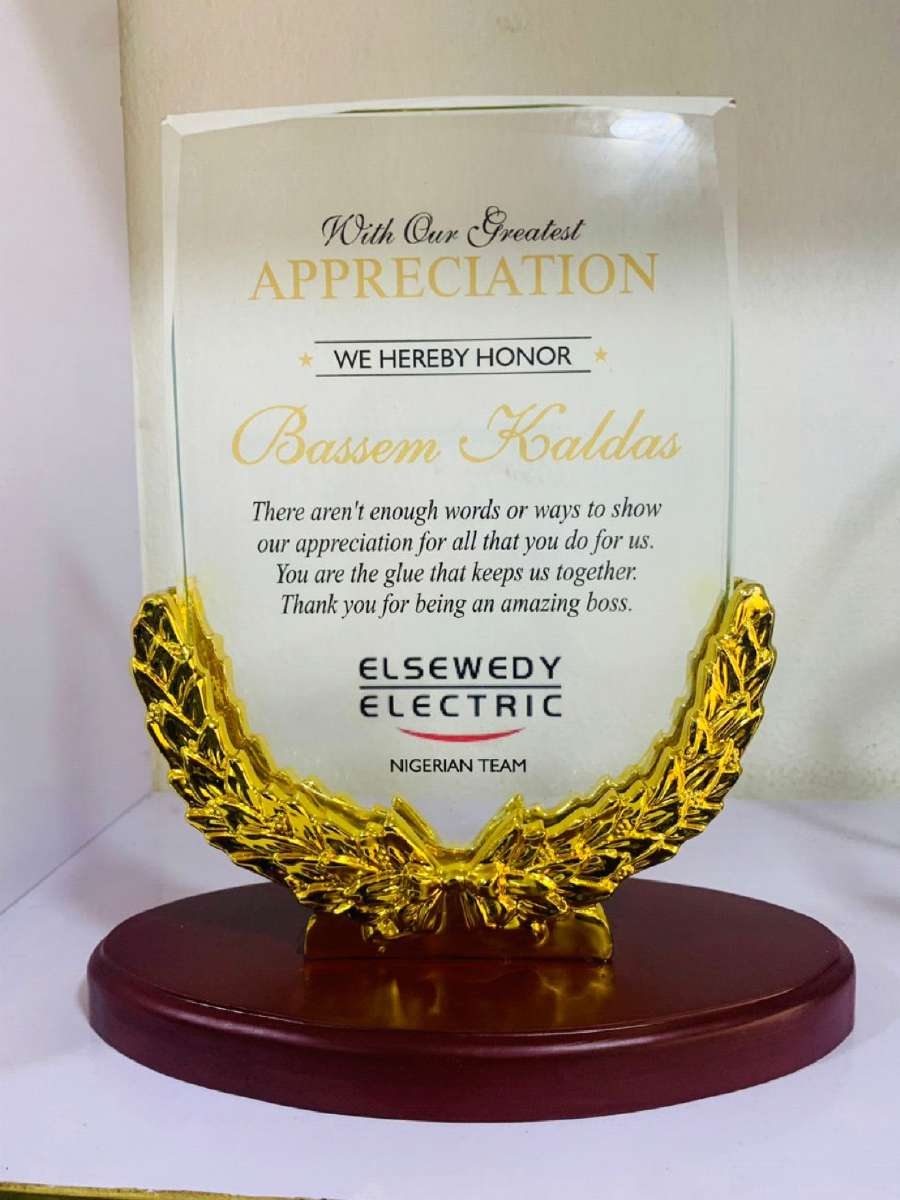 With Our Greatest
APPRECIATION
WE HEREBY HONOR
Bassem Kaldas
There aren't enough words or ways to show
our appreciation for all that you do for us.
You are the glue that keeps us together.
Thank you for being an amazing boss.
ELSEWEDY
ELECTRIC
NIGERIAN TEAM